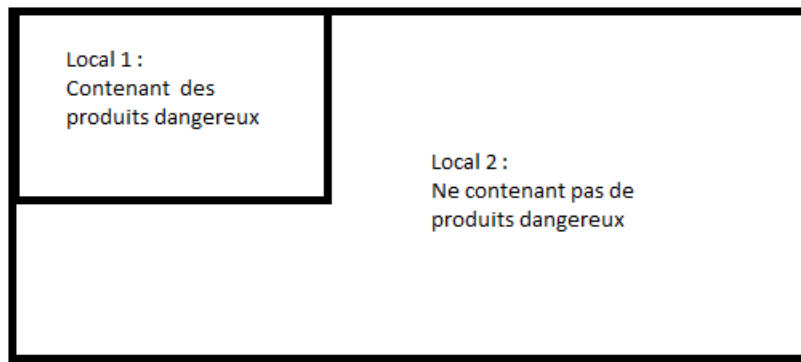 Local 1 :
Contenant des
produits dangereux
Local 2 :
Ne contenant pas de
produits dangereux